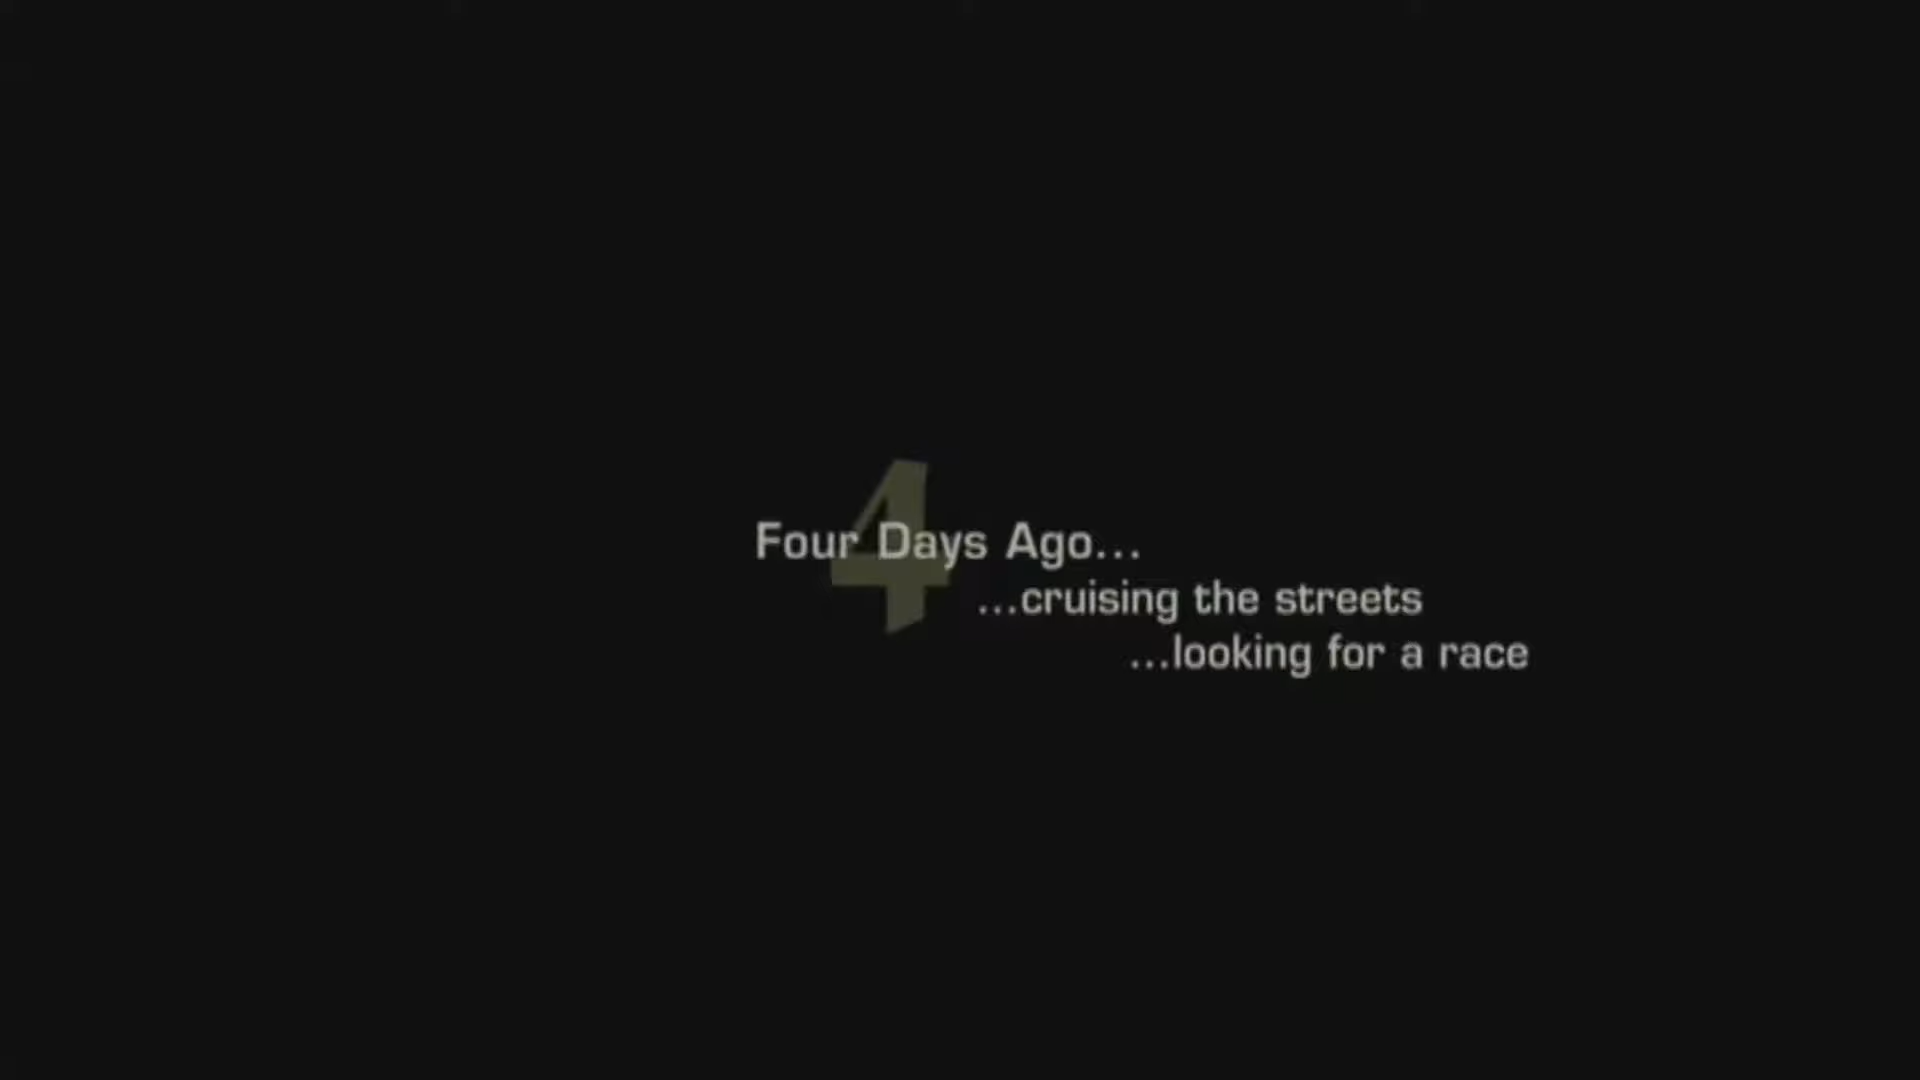 4
Four Days Ago...
...cruising the streets
...looking for a race